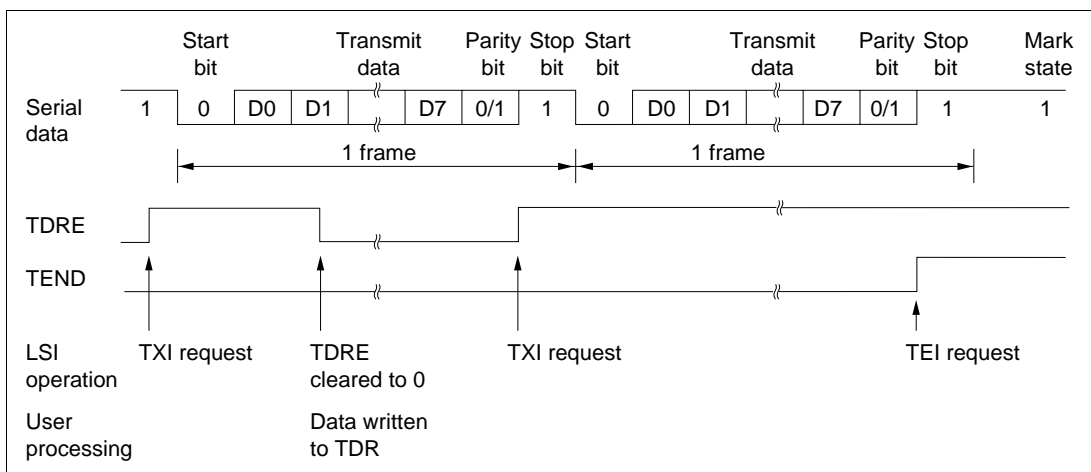 Start bit Transmit data Parity bit Stop bit Start bit Transmit data Parity bit Stop bit Mark state
Serial data 1 0 D0 D1 D7 0/1 1 0 D0 D1 D7 0/1 1 1
1 frame 1 frame
TDRE
TEND
LSI operation TXI request TDRE cleared to 0 TXI request TEI request
User processing Data written to TDR